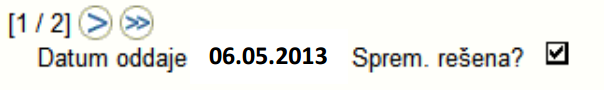 [1 / 2] > >>
Datum oddaje 06.05.2013 Sprem. rešena?